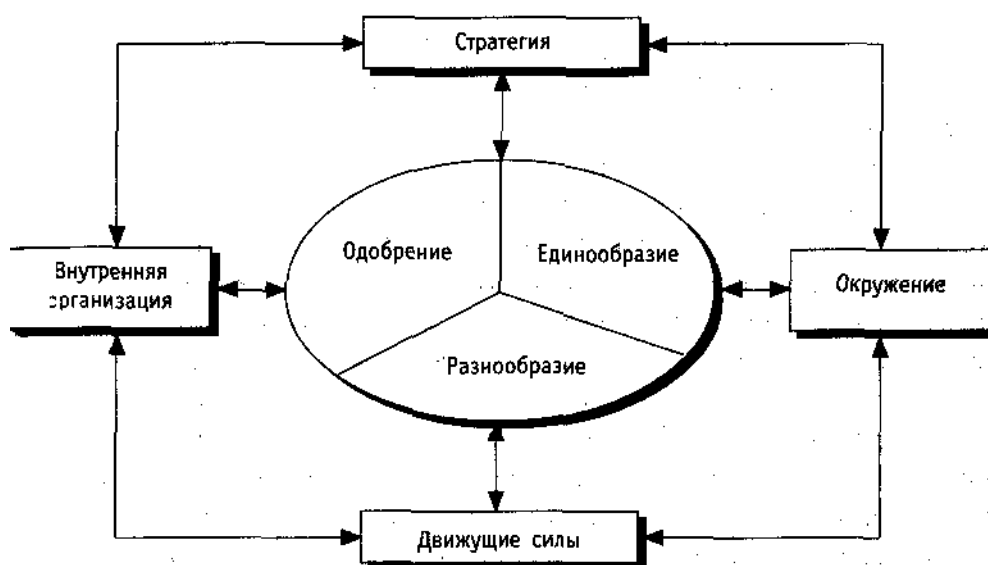 Стратегия
Одобрение
Единообразие
Внутренняя
организация
Окружение
Разнообразие
Движущие силы